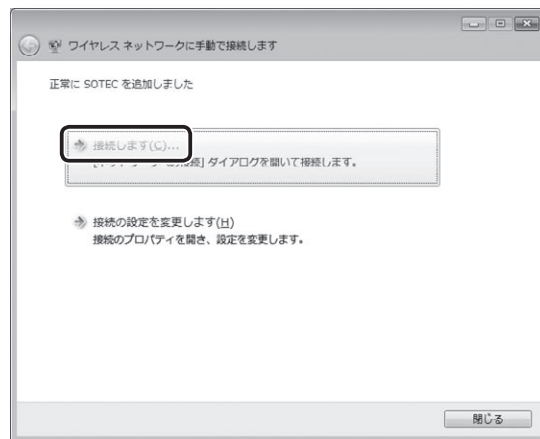 ワイヤレス ネットワークに手動で接続します
正常に SOTEC を追加しました
接続します(C)...
続] ダイアログを開いて接続します。
接続の設定を変更します(H)
接続のプロパティを開き、設定を変更します。
閉じる